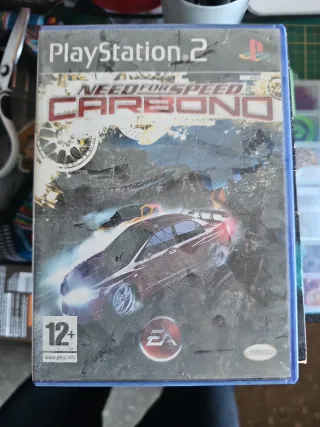 PlayStation.2
NEED FOR SPEED
CARBONO
12+
www.pegi.info
EA